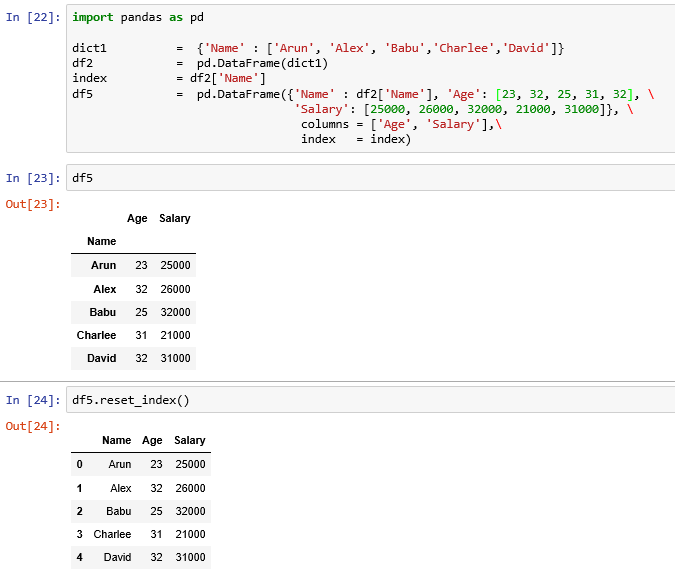 In [22]: import pandas as pd
dict1          =  {'Name' : ['Arun', 'Alex', 'Babu','Charlee','David']}
df2            =  pd.DataFrame(dict1)
index          = df2['Name']
df5            =  pd.DataFrame({'Name' : df2['Name'], 'Age': [23, 32, 25, 31, 32], \
'Salary': [25000, 26000, 32000, 21000, 31000]}, \
columns = ['Age', 'Salary'],\
index   = index)
In [23]: df5
Out[23]:
Age Salary
Name
Arun 23 25000
Alex 32 26000
Babu 25 32000
Charlee 31 21000
David 32 31000
In [24]: df5.reset_index()
Out[24]:
Name Age Salary
0 Arun 23 25000
1 Alex 32 26000
2 Babu 25 32000
3 Charlee 31 21000
4 David 32 31000